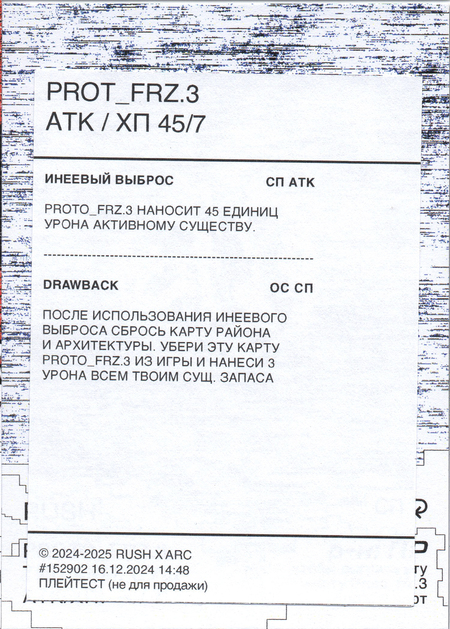 PROT_FRZ.3
АТК / ХП 45/7
ИНЕЕВЫЙ ВЫБРОС СП АТК
PROTO_FRZ.3 НАНОСИТ 45 ЕДИНИЦ
УРОНА АКТИВНОМУ СУЩЕСТВУ.
DRAWBACK ОС СП
ПОСЛЕ ИСПОЛЬЗОВАНИЯ ИНЕЕВОГО
ВЫБРОСА СБРОСЬ КАРТУ РАЙОНА
И АРХИТЕКТУРЫ. УБЕРИ ЭТУ КАРТУ
PROTO_FRZ.3 ИЗ ИГРЫ И НАНЕСИ 3
УРОНА ВСЕМ ТВОИМ СУЩ. ЗАПАСА
© 2024-2025 RUSH X ARC
#152902 16.12.2024 14:48
ПЛЕЙТЕСТ (не для продажи)